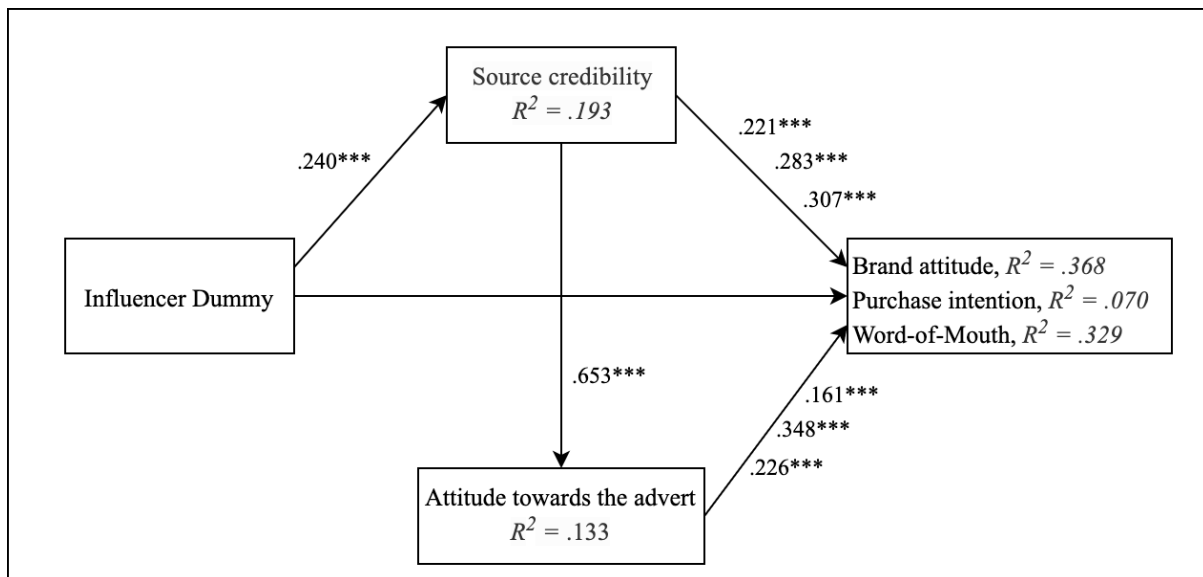 Source credibility
R² = .193
.240***
.221***
.283***
.307***
Influencer Dummy
Brand attitude, R² = .368
Purchase intention, R² = .070
Word-of-Mouth, R² = .329
.653***
.161***
.348***
.226***
Attitude towards the advert
R² = .133